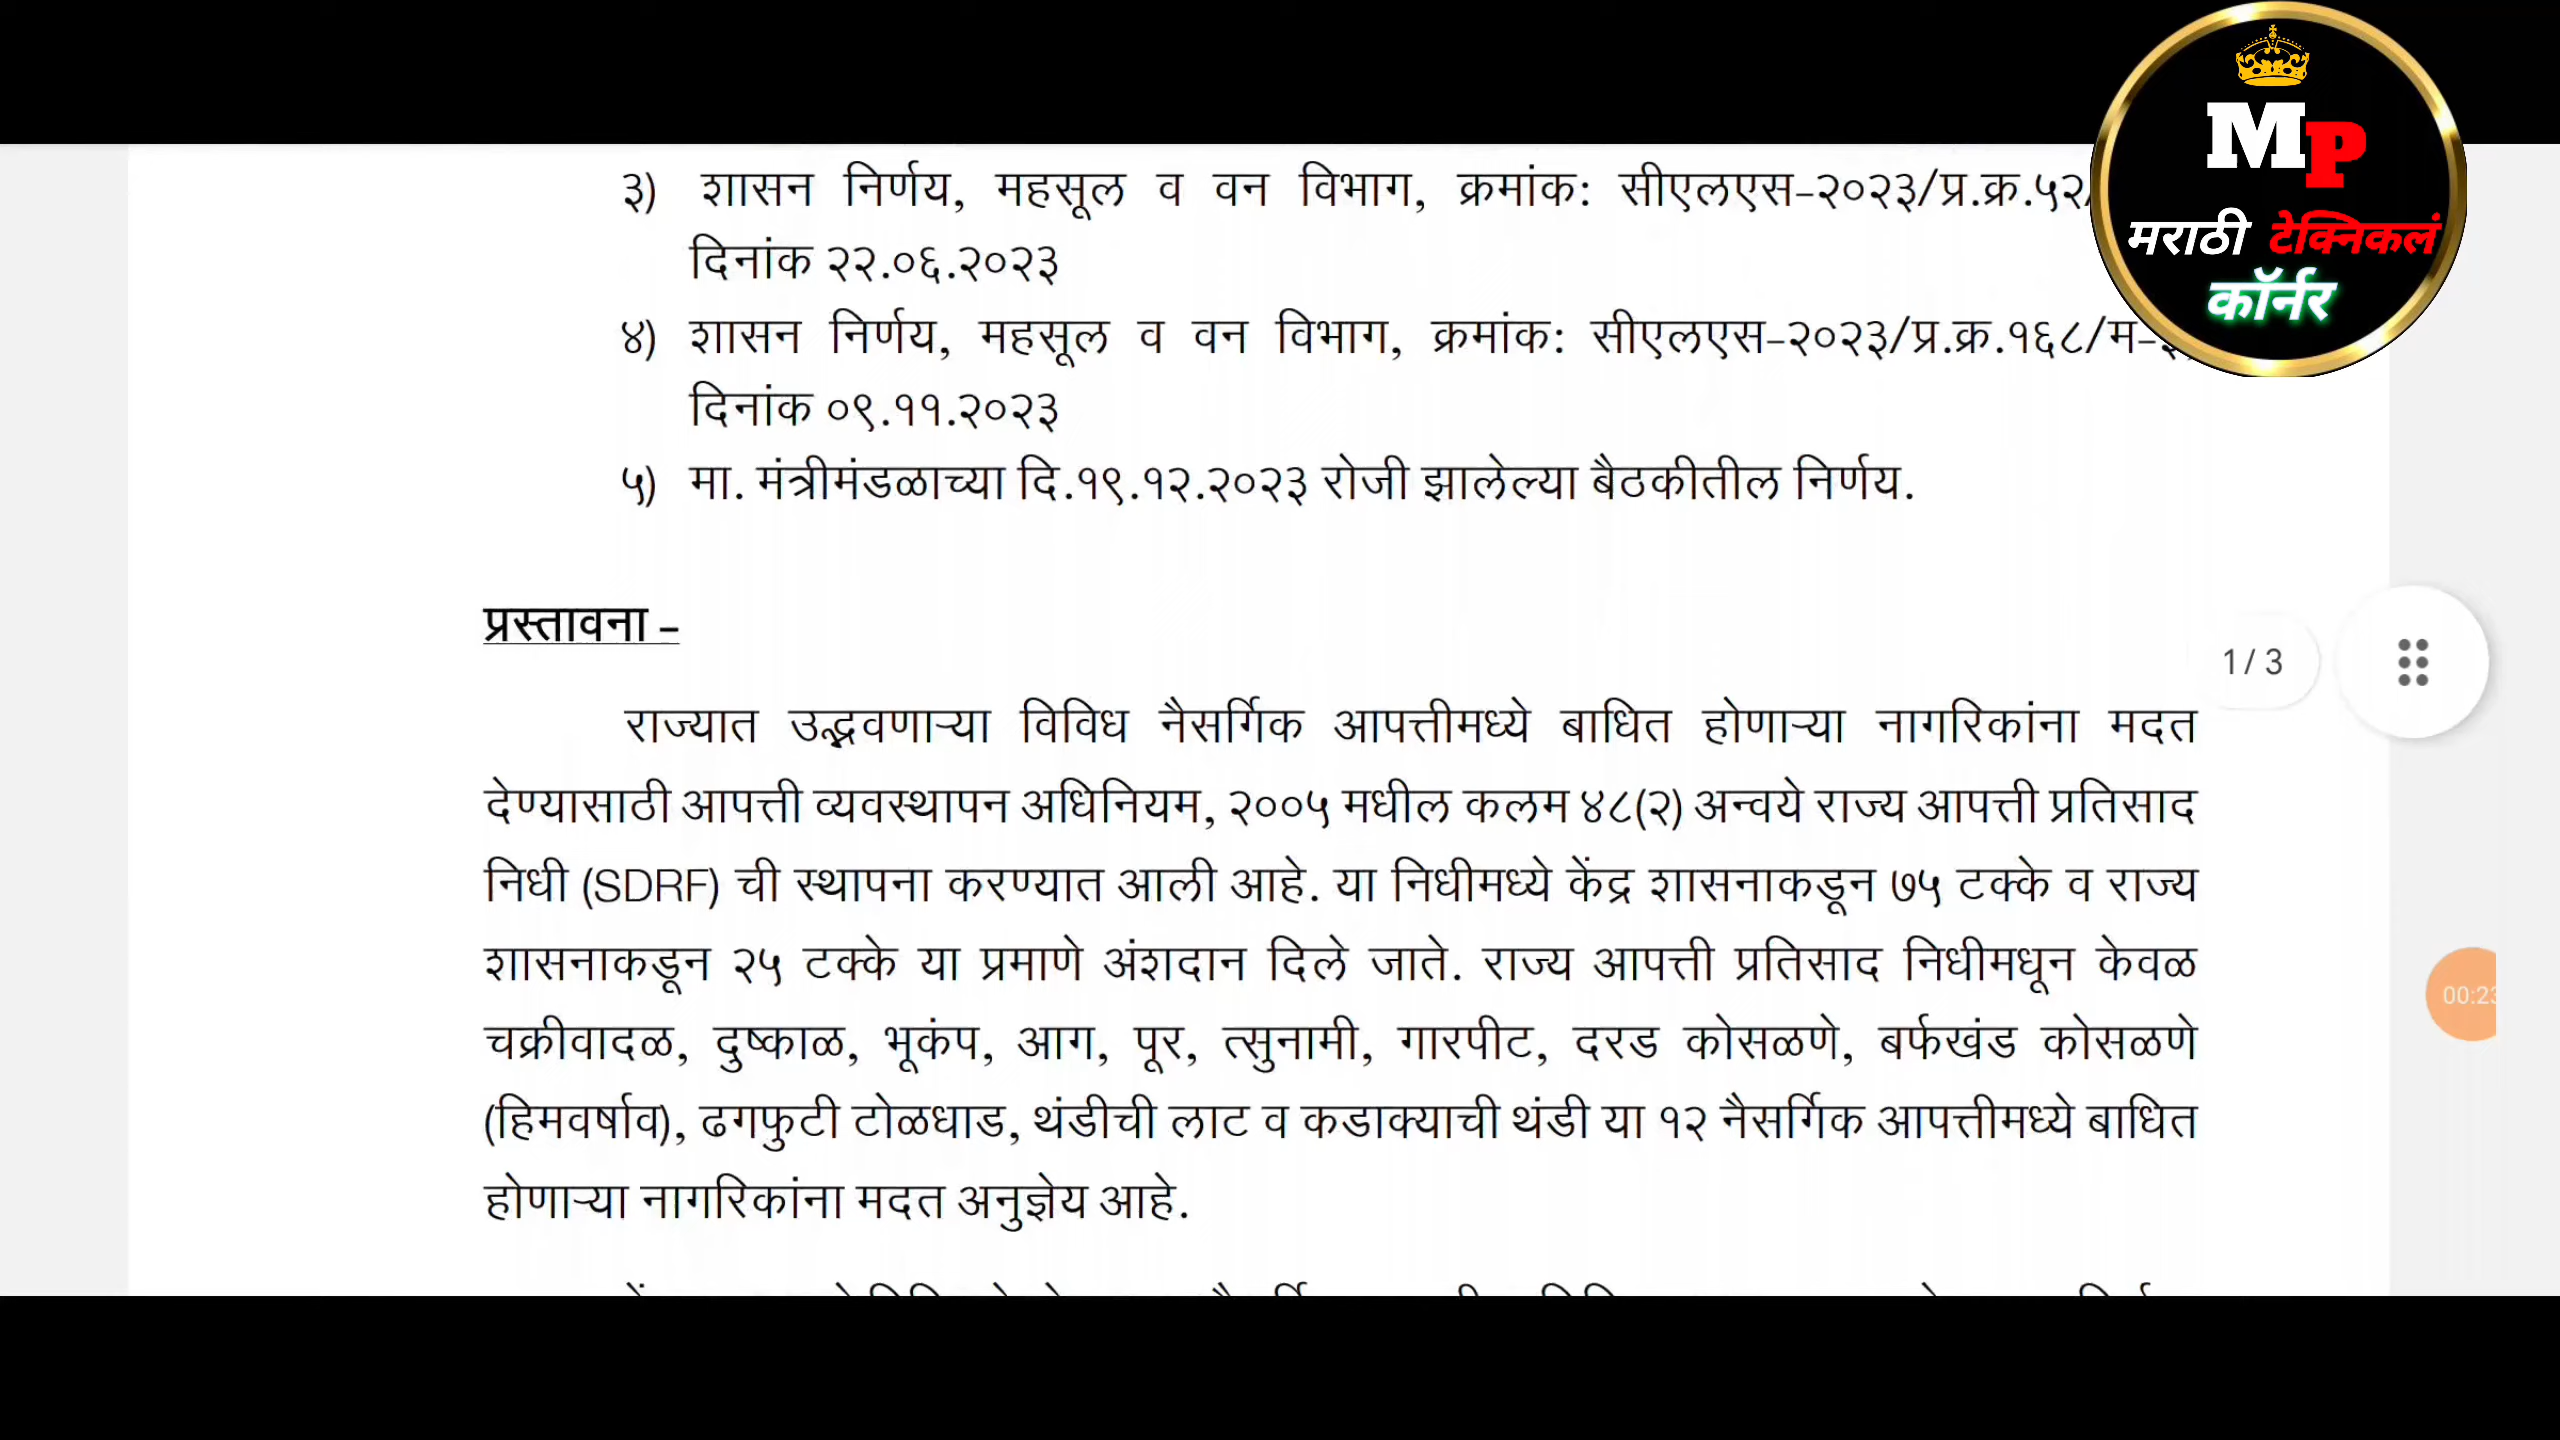 ३) शासन निर्णय, महसूल व वन विभाग, क्रमांक: सीएलएस-२०२३/प्र.क्र.५२/
दिनांक २२.०६.२०२३
४) शासन निर्णय, महसूल व वन विभाग, क्रमांक: सीएलएस-२०२३/प्र.क्र.१६८/म-३,
दिनांक ०९.११.२०२३
५) मा. मंत्रीमंडळाच्या दि.१९.१२.२०२३ रोजी झालेल्या बैठकीतील निर्णय.
MP
मराठी टेक्निकलं
कॉर्नर
प्रस्तावना –
1 / 3
राज्यात उद्भवणाऱ्या विविध नैसर्गिक आपत्तीमध्ये बाधित होणाऱ्या नागरिकांना मदत
देण्यासाठी आपत्ती व्यवस्थापन अधिनियम, २००५ मधील कलम ४८(२) अन्वये राज्य आपत्ती प्रतिसाद
निधी (SDRF) ची स्थापना करण्यात आली आहे. या निधीमध्ये केंद्र शासनाकडून ७५ टक्के व राज्य
शासनाकडून २५ टक्के या प्रमाणे अंशदान दिले जाते. राज्य आपत्ती प्रतिसाद निधीमधून केवळ
00:23
चक्रीवादळ, दुष्काळ, भूकंप, आग, पूर, त्सुनामी, गारपीट, दरड कोसळणे, बर्फखंड कोसळणे
(हिमवर्षाव), ढगफुटी टोळधाड, थंडीची लाट व कडाक्याची थंडी या १२ नैसर्गिक आपत्तीमध्ये बाधित
होणाऱ्या नागरिकांना मदत अनुज्ञेय आहे.